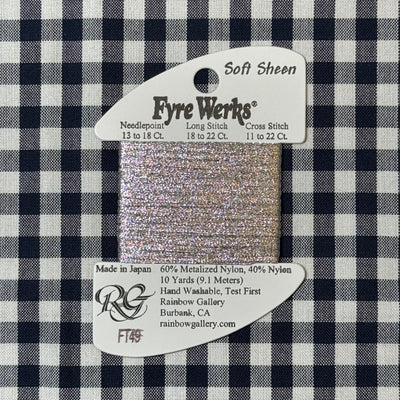 Soft Sheen
Fyre Werks®
Needlepoint Long Stitch Cross Stitch
13 to 18 Ct. 18 to 22 Ct. 11 to 22 Ct.
Made in Japan
60% Metalized Nylon, 40% Nylon
10 Yards (9.1 Meters)
Hand Washable, Test First
Rainbow Gallery
Burbank, CA
rainbowgallery.com
RG
FT49